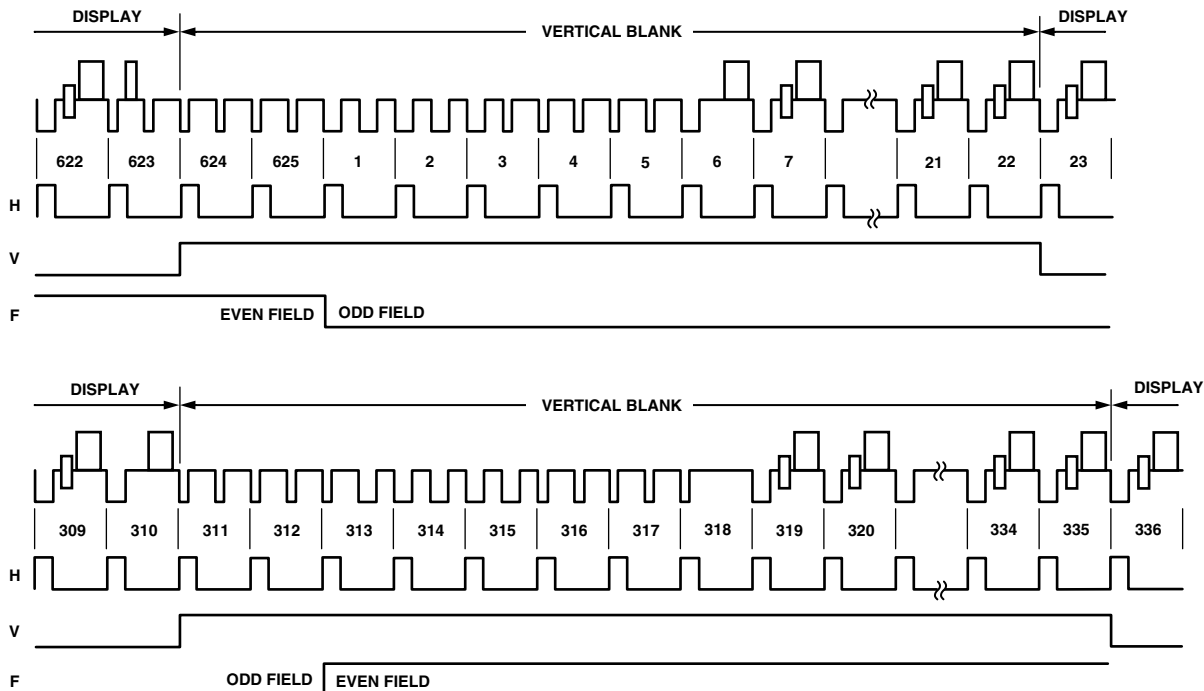 DISPLAY VERTICAL BLANK DISPLAY
622 623 624 625 1 2 3 4 5 6 7 21 22 23
H
V
EVEN FIELD ODD FIELD
F
DISPLAY VERTICAL BLANK DISPLAY
309 310 311 312 313 314 315 316 317 318 319 320 334 335 336
H
V
F ODD FIELD EVEN FIELD